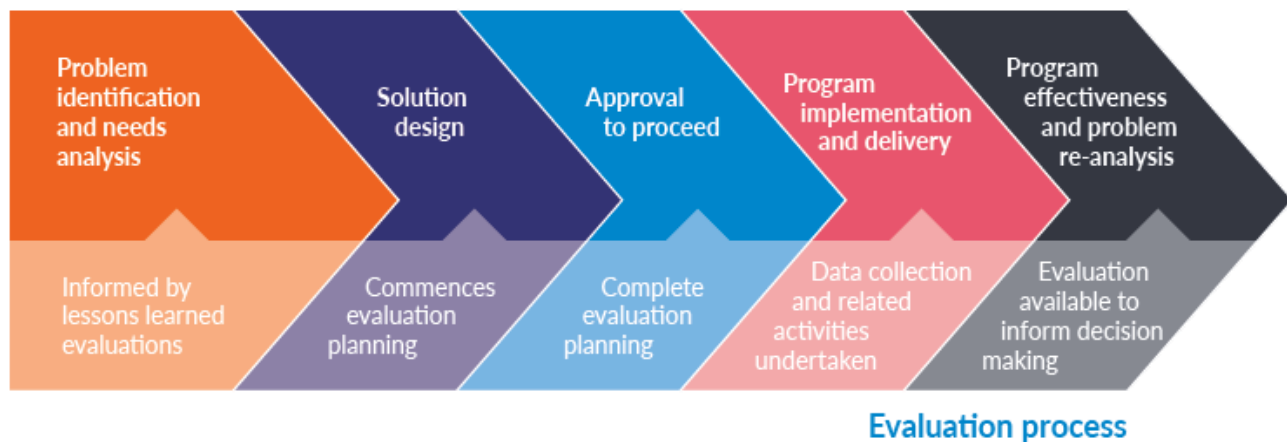 Problem
identification
and needs
analysis
Solution
design
Approval
to proceed
Program
implementation
and delivery
Program
effectiveness
and problem
re-analysis
Informed by
lessons learned
evaluations
Commences
evaluation
planning
Complete
evaluation
planning
Data collection
and related
activities
undertaken
Evaluation
available to
inform decision
making
Evaluation process